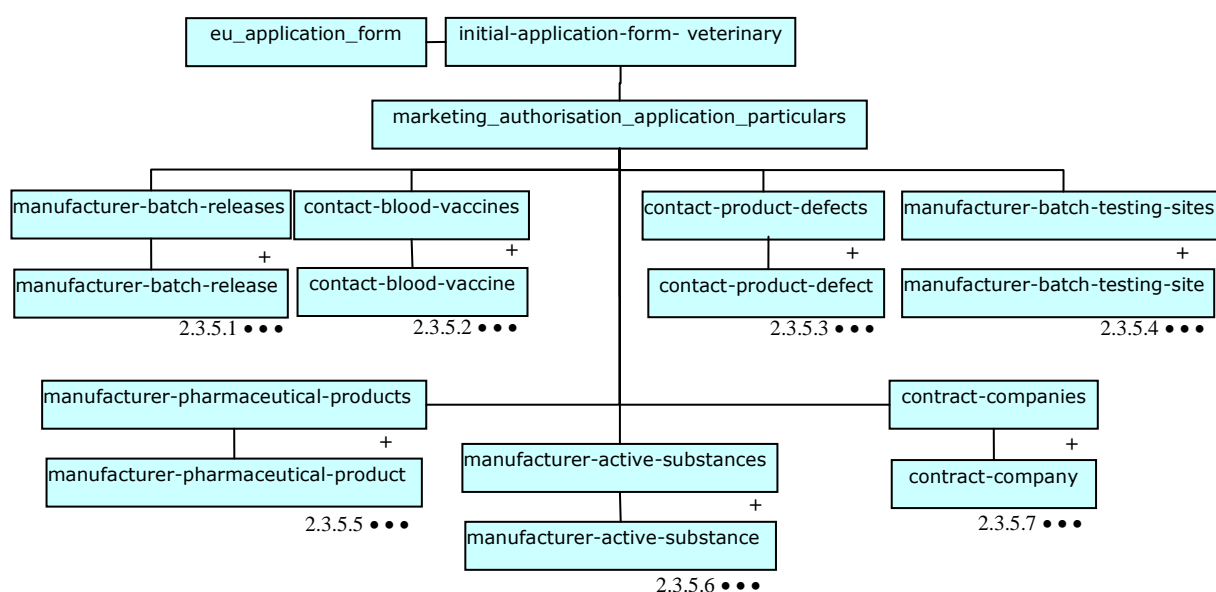 eu_application_form
initial-application-form- veterinary
marketing_authorisation_application_particulars
manufacturer-batch-releases
contact-blood-vaccines
contact-product-defects
manufacturer-batch-testing-sites
+
+
+
+
manufacturer-batch-release
contact-blood-vaccine
contact-product-defect
manufacturer-batch-testing-site
2.3.5.1 •••
2.3.5.2 •••
2.3.5.3 •••
2.3.5.4 •••
manufacturer-pharmaceutical-products
contract-companies
+
+
manufacturer-active-substances
manufacturer-pharmaceutical-product
contract-company
+
2.3.5.5 •••
2.3.5.7 •••
manufacturer-active-substance
2.3.5.6 •••